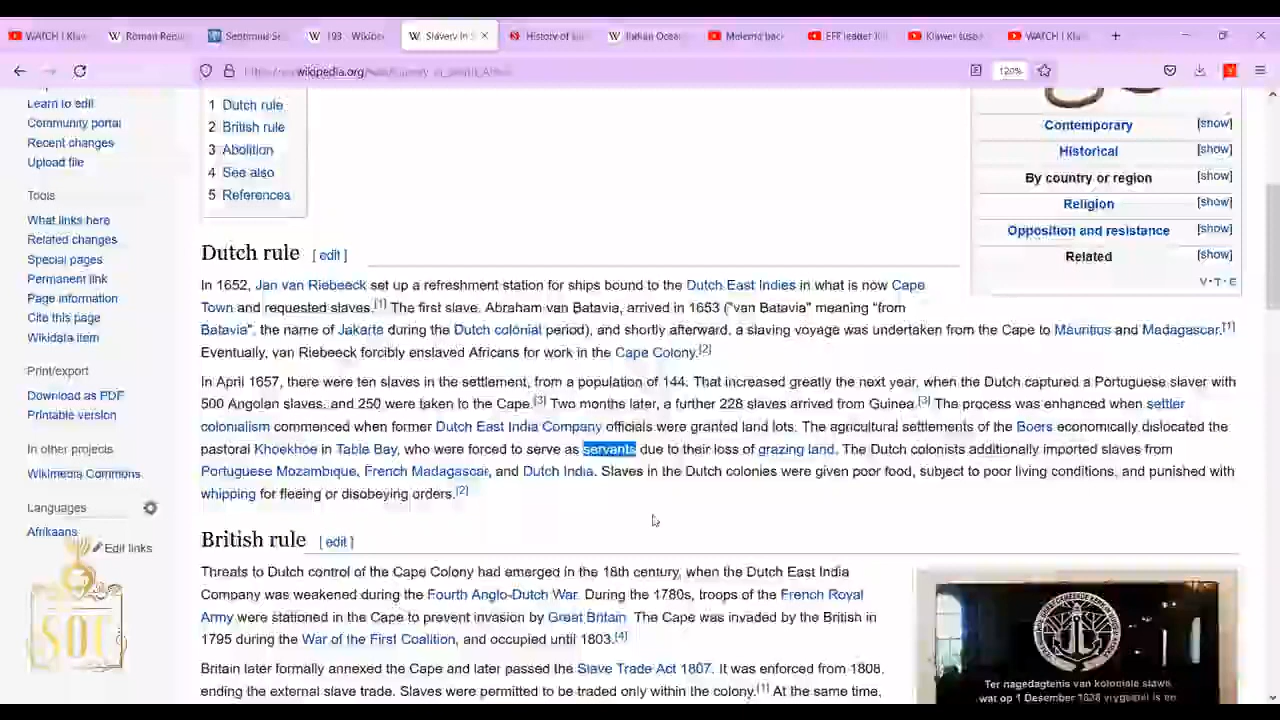 WATCH | Kla
Roman Repu
Septimius Se
193 - Wikipe
Slavery in S
History of
Italian Ocean
Malema bac
EFF leader Jul
WATCH | Kla
wikipedia.org
120%
Learn to edit
Community portal
Recent changes
Upload file
Tools
What links here
Related changes
Special pages
Permanent link
Page information
Cite this page
Wikidata item
Print/export
Download as PDF
Printable version
In other projects
Wikimedia Commons
Languages
Afrikaans
Edit links
SOF
1 Dutch rule
2 British rule
3 Abolition
4 See also
5 References
Contemporary [show]
Historical [show]
By country or region [show]
Religion [show]
Opposition and resistance [show]
Related [show]
V·T·E
Dutch rule [ edit ]
In 1652, Jan van Riebeeck set up a refreshment station for ships bound to the Dutch East Indies in what is now Cape
Town and requested slaves.[1] The first slave, Abraham van Batavia, arrived in 1653 ("van Batavia" meaning "from
Batavia", the name of Jakarta during the Dutch colonial period), and shortly afterward, a slaving voyage was undertaken from the Cape to Mauritius and Madagascar.[1]
Eventually, van Riebeeck forcibly enslaved Africans for work in the Cape Colony.[2]
In April 1657, there were ten slaves in the settlement, from a population of 144. That increased greatly the next year, when the Dutch captured a Portuguese slaver with
500 Angolan slaves, and 250 were taken to the Cape.[3] Two months later, a further 228 slaves arrived from Guinea.[3] The process was enhanced when settler
colonialism commenced when former Dutch East India Company officials were granted land lots. The agricultural settlements of the Boers economically dislocated the
pastoral Khoekhoe in Table Bay, who were forced to serve as servants due to their loss of grazing land. The Dutch colonists additionally imported slaves from
Portuguese Mozambique, French Madagascar, and Dutch India. Slaves in the Dutch colonies were given poor food, subject to poor living conditions, and punished with
whipping for fleeing or disobeying orders.[2]
British rule [ edit ]
Threats to Dutch control of the Cape Colony had emerged in the 18th century, when the Dutch East India
Company was weakened during the Fourth Anglo-Dutch War. During the 1780s, troops of the French Royal
Army were stationed in the Cape to prevent invasion by Great Britain. The Cape was invaded by the British in
1795 during the War of the First Coalition, and occupied until 1803.[4]
Britain later formally annexed the Cape and later passed the Slave Trade Act 1807. It was enforced from 1808,
ending the external slave trade. Slaves were permitted to be traded only within the colony.[1] At the same time,
Ter nagedagtenis van koloniale slawe
wat op 1 Desember 1838 vrygestel is en